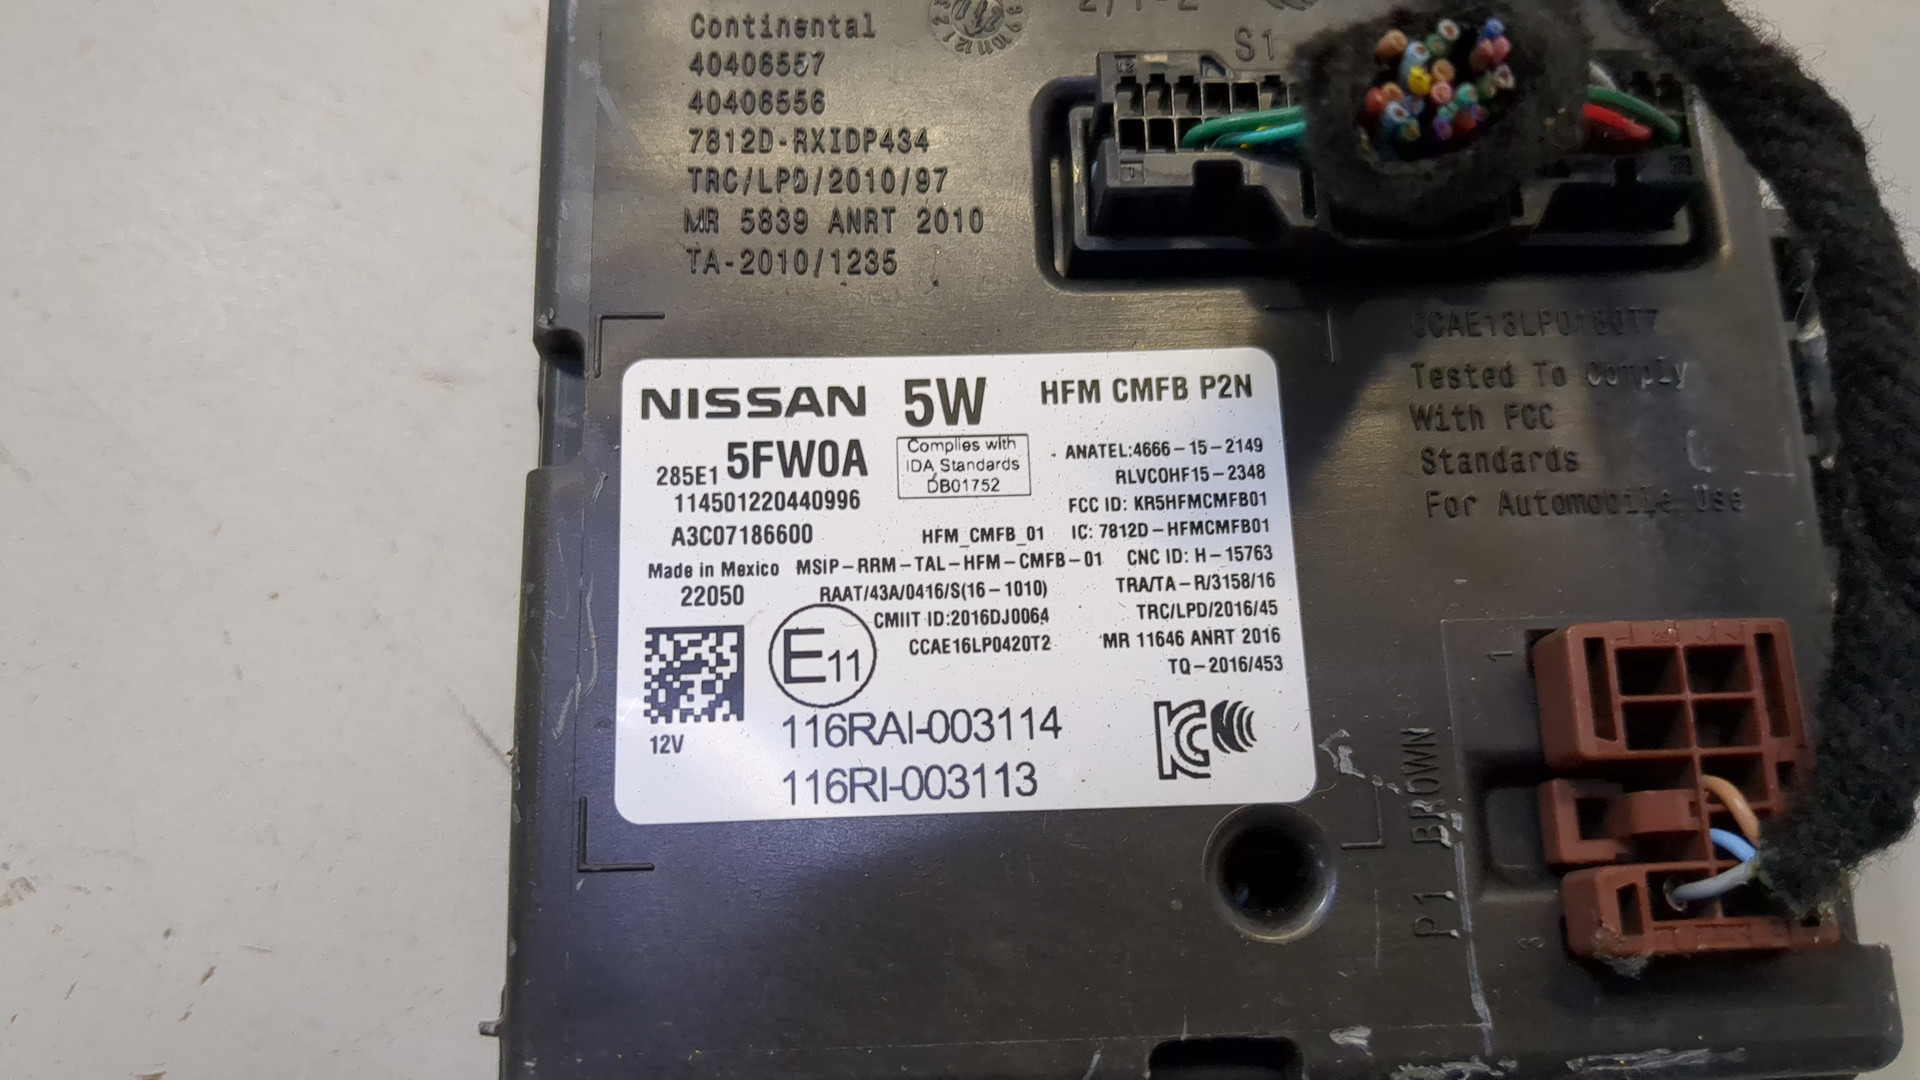 Continental
40406557
40406556
7812D-RXIDP434
TRC/LPD/2010/97
MR 5839 ANRT 2010
TA-2010/1235
S1
CCAE13LP0180T7
Tested To Comply
With FCC
Standards
For Automobile Use
NISSAN 5W HFM CMFB P2N
285E1 5FW0A
Complies with
IDA Standards
DB01752
114501220440996
A3C07186600
Made in Mexico
22050
ANATEL:4666-15-2149
RLVCOHF15-2348
FCC ID: KR5HFMCMFB01
HFM_CMFB_01 IC: 7812D-HFMCMFB01
MSIP-RRM-TAL-HFM-CMFB-01 CNC ID: H-15763
RAAT/43A/0416/S(16-1010) TRA/TA-R/3158/16
CMIIT ID:2016DJ0064 TRC/LPD/2016/45
CCAE16LP0420T2 MR 11646 ANRT 2016
TQ-2016/453
E11
12V
116RAI-003114
116RI-003113
P1 BROWN
1
3